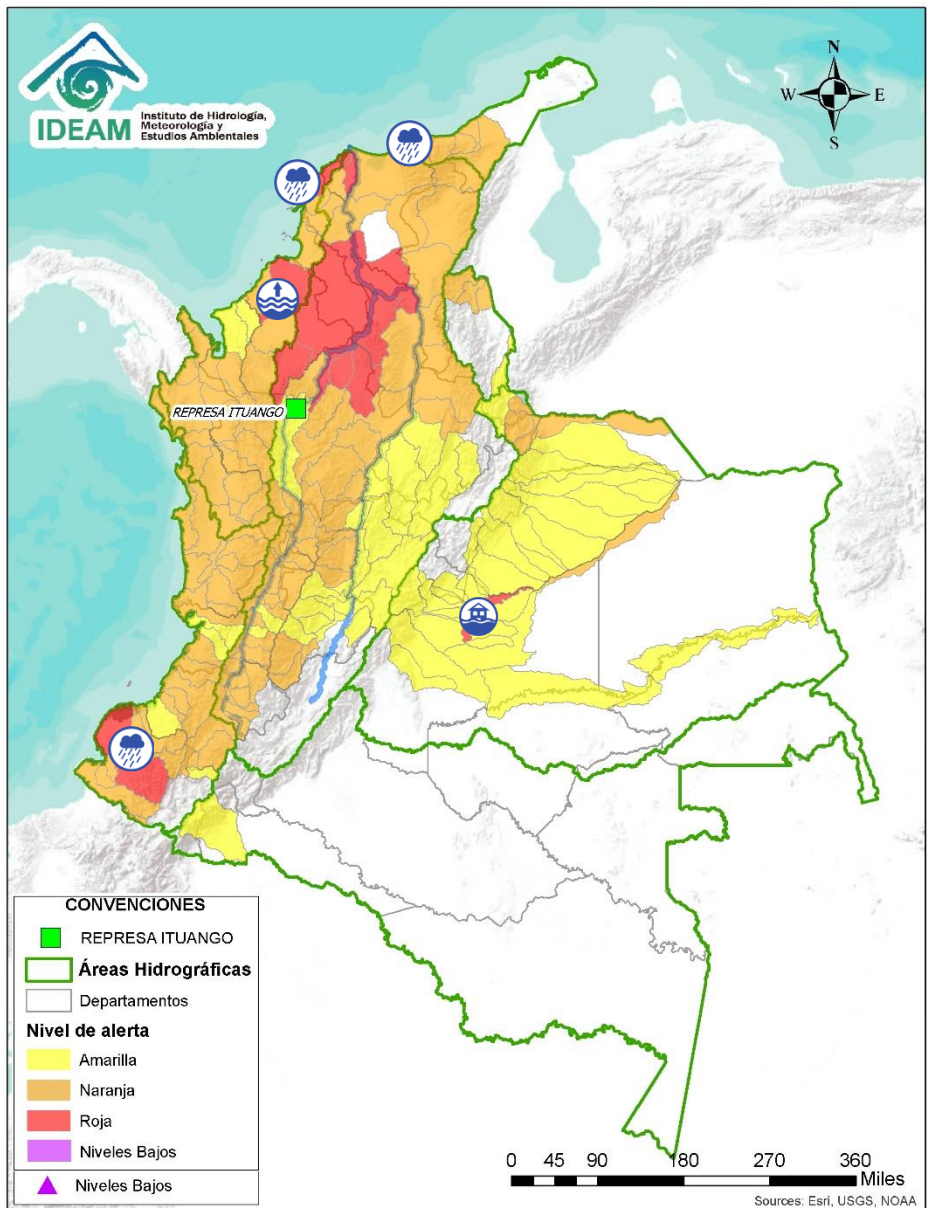 IDEAM
Instituto de Hidrología,
Meteorología y
Estudios Ambientales
N
W
E
S
REPRESA ITUANGO
CONVENCIONES
REPRESA ITUANGO
Áreas Hidrográficas
Departamentos
Nivel de alerta
Amarilla
Naranja
Roja
Niveles Bajos
Niveles Bajos
0 45 90 180 270 360
Miles
Sources: Esri, USGS, NOAA